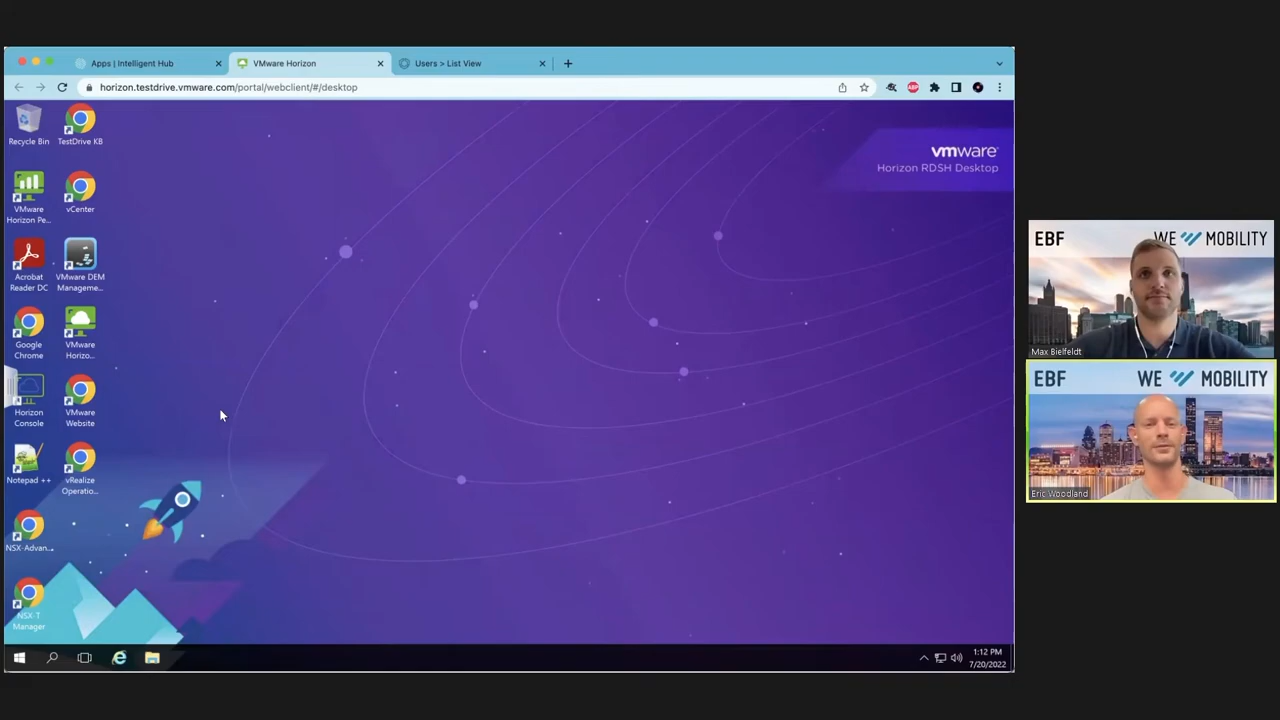 Apps | Intelligent Hub
VMware Horizon
Users > List View
horizon.testdrive.vmware.com/portal/webclient/#/desktop
ABP
vmware
Horizon RDSH Desktop
Recycle Bin
TestDrive KB
VMware
Horizon Pe...
vCenter
Acrobat
Reader DC
VMware DEM
Manageme...
Google
Chrome
VMware
Horizo...
Horizon
Console
VMware
Website
Notepad ++
vRealize
Operatio...
NSX-Advan...
NSX-T
Manager
1:12 PM
7/20/2022
EBF
WE MOBILITY
Max Bielfeldt
EBF
WE MOBILITY
Eric Woodland